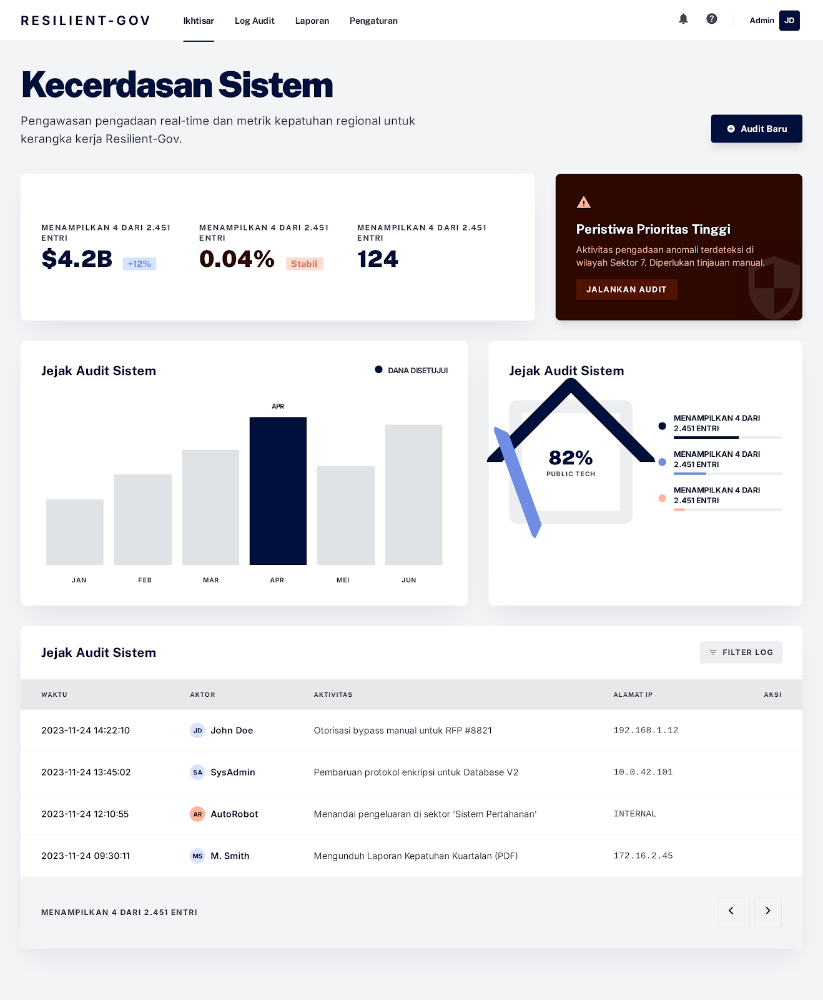 RESILIENT-GOV
Ikhtisar
Log Audit
Laporan
Pengaturan
Admin
JD
Kecerdasan Sistem
Pengawasan pengadaan real-time dan metrik kepatuhan regional untuk
kerangka kerja Resilient-Gov.
Audit Baru
MENAMPILKAN 4 DARI 2.451
ENTRI
$4.2B
+12%
MENAMPILKAN 4 DARI 2.451
ENTRI
0.04%
Stabil
MENAMPILKAN 4 DARI 2.451
ENTRI
124
Peristiwa Prioritas Tinggi
Aktivitas pengadaan anomali terdeteksi di
wilayah Sektor 7. Diperlukan tinjauan manual.
JALANKAN AUDIT
Jejak Audit Sistem
DANA DISETUJUI
APR
JAN
FEB
MAR
APR
MEI
JUN
Jejak Audit Sistem
82%
PUBLIC TECH
MENAMPILKAN 4 DARI
2.451 ENTRI
MENAMPILKAN 4 DARI
2.451 ENTRI
MENAMPILKAN 4 DARI
2.451 ENTRI
Jejak Audit Sistem
FILTER LOG
WAKTU AKTOR AKTIVITAS ALAMAT IP AKSI
2023-11-24 14:22:10 JD John Doe Otorisasi bypass manual untuk RFP #8821 192.168.1.12
2023-11-24 13:45:02 SA SysAdmin Pembaruan protokol enkripsi untuk Database V2 10.0.42.101
2023-11-24 12:10:55 AR AutoRobot Menandai pengeluaran di sektor 'Sistem Pertahanan' INTERNAL
2023-11-24 09:30:11 MS M. Smith Mengunduh Laporan Kepatuhan Kuartalan (PDF) 172.16.2.45
MENAMPILKAN 4 DARI 2.451 ENTRI